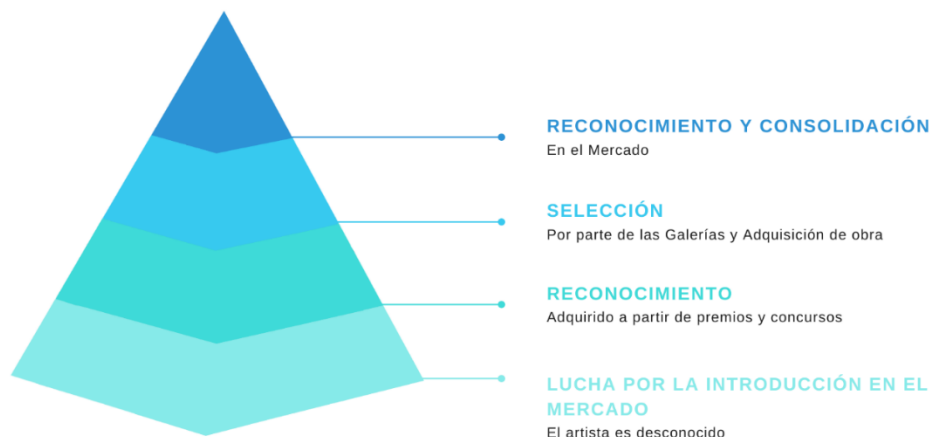 RECONOCIMIENTO Y CONSOLIDACIÓN
En el Mercado
SELECCIÓN
Por parte de las Galerías y Adquisición de obra
RECONOCIMIENTO
Adquirido a partir de premios y concursos
LUCHA POR LA INTRODUCCIÓN EN EL
MERCADO
El artista es desconocido